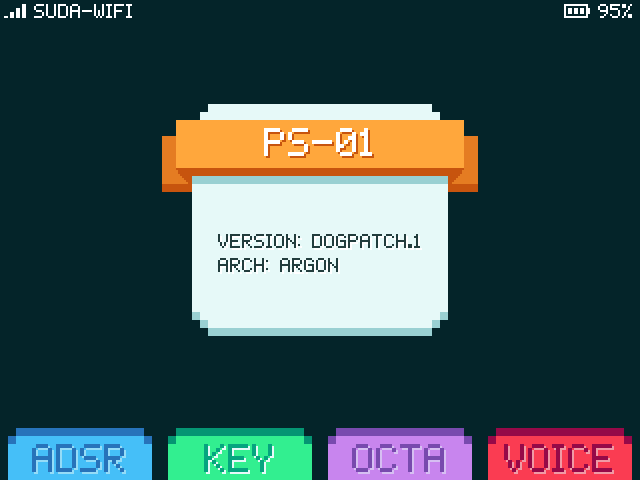 SUDA-WIFI
95%
PS-01
VERSION: DOGPATCH.1
ARCH: ARGON
ADSR
KEY
OCTA
VOICE